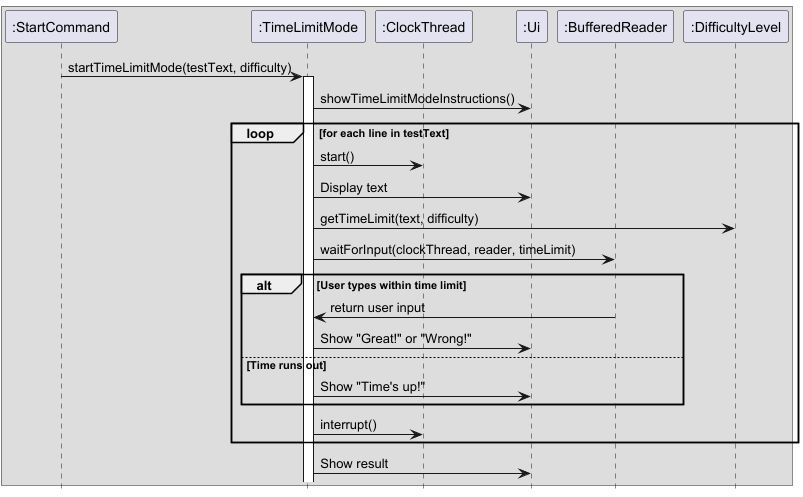 :StartCommand :TimeLimitMode :ClockThread :Ui :BufferedReader :DifficultyLevel
startTimeLimitMode(testText, difficulty)
showTimeLimitModeInstructions()
loop [for each line in testText]
start()
Display text
getTimeLimit(text, difficulty)
waitForInput(clockThread, reader, timeLimit)
alt [User types within time limit]
return user input
Show "Great!" or "Wrong!"
[Time runs out]
Show "Time's up!"
interrupt()
Show result